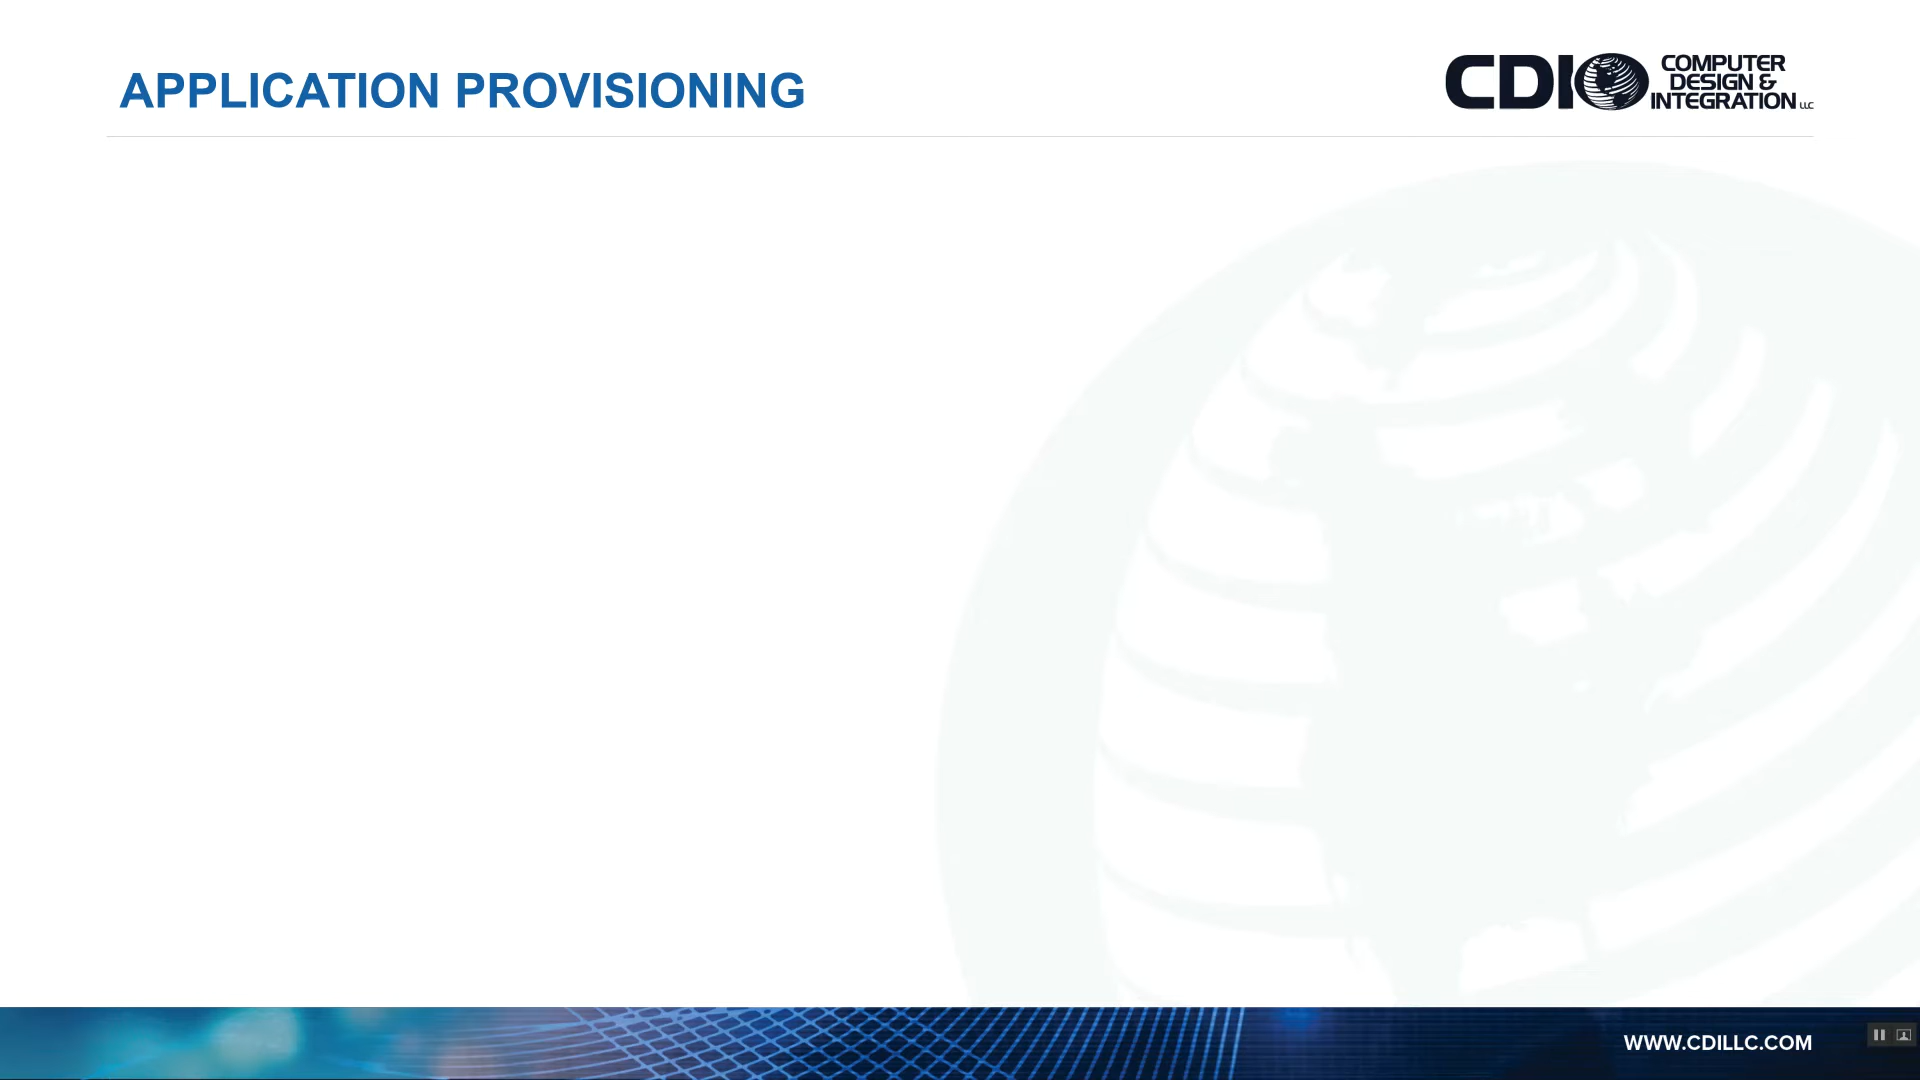 APPLICATION PROVISIONING
CDI
COMPUTER
DESIGN &
INTEGRATION LLC
WWW.CDILLC.COM